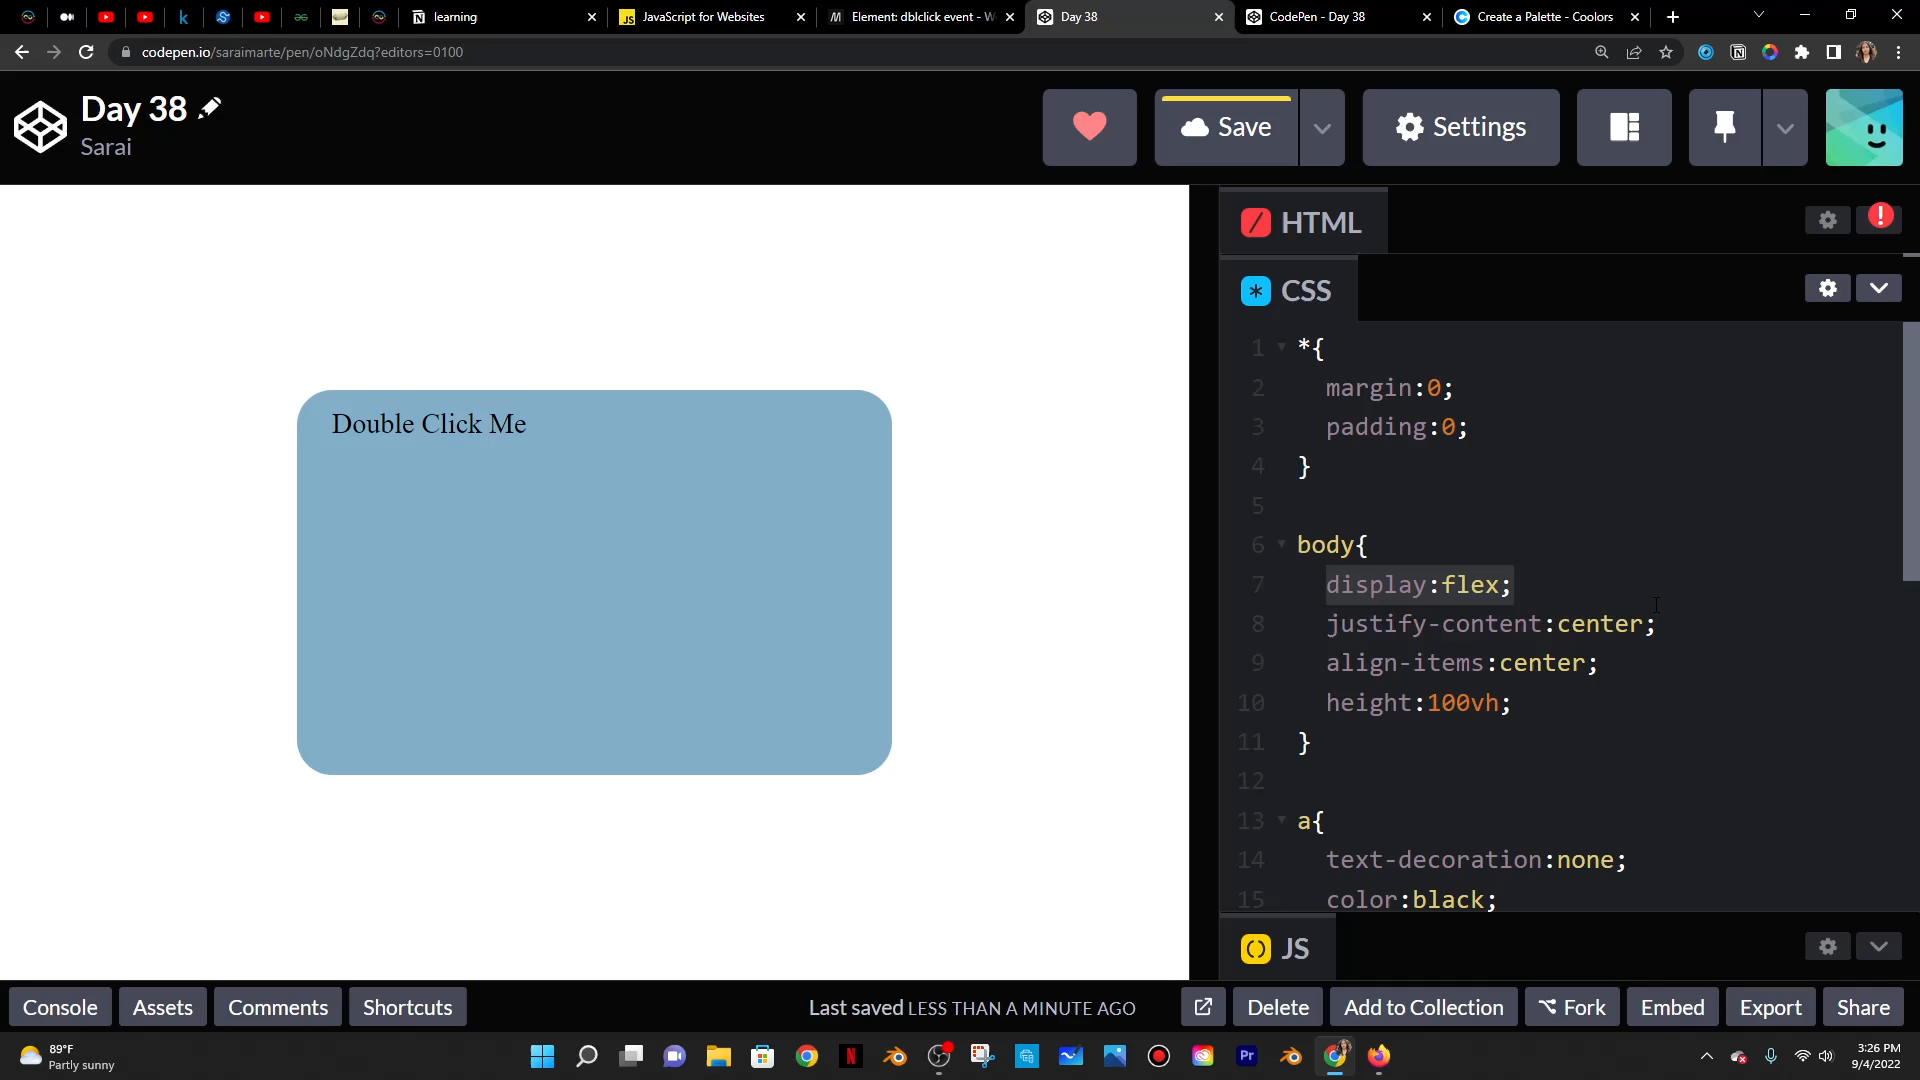 learning
JavaScript for Websites
Element: dblclick event - W
Day 38
CodePen - Day 38
Create a Palette - Coolors
codepen.io/saraimarte/pen/oNdgZdq?editors=0100
Day 38
Sarai
Save
Settings
Double Click Me
HTML
CSS
1 *{
2 margin:0;
3 padding:0;
4 }
5
6 body{
7 display:flex;
8 justify-content:center;
9 align-items:center;
10 height:100vh;
11 }
12
13 a{
14 text-decoration:none;
15 color:black;
JS
Console
Assets
Comments
Shortcuts
Last saved LESS THAN A MINUTE AGO
Delete
Add to Collection
Fork
Embed
Export
Share
89°F
Partly sunny
3:26 PM
9/4/2022